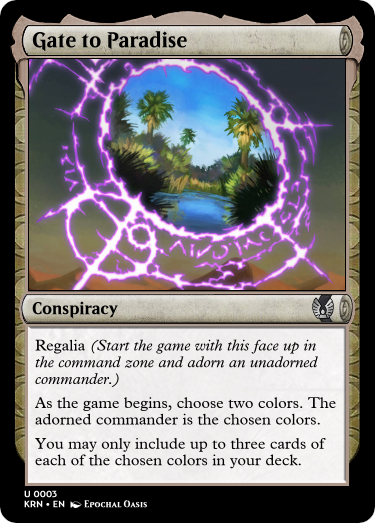 Gate to Paradise
Conspiracy
Regalia (Start the game with this face up in
the command zone and adorn an unadorned
commander.)
As the game begins, choose two colors. The
adorned commander is the chosen colors.
You may only include up to three cards of
each of the chosen colors in your deck.
U 0003
KRN • EN Epochal Oasis